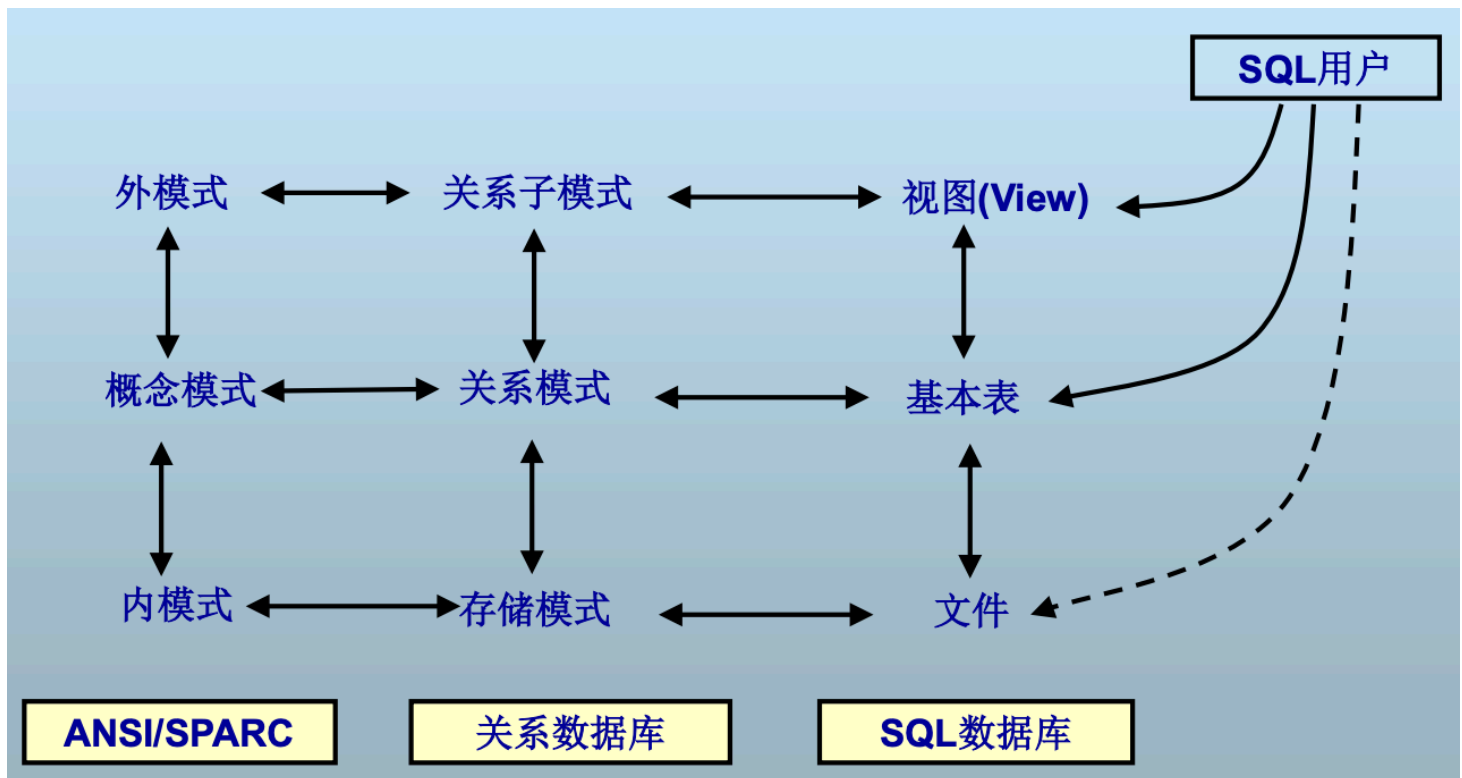 SQL用户
外模式 关系子模式 视图(View)
概念模式 关系模式 基本表
内模式 存储模式 文件
ANSI/SPARC 关系数据库 SQL数据库